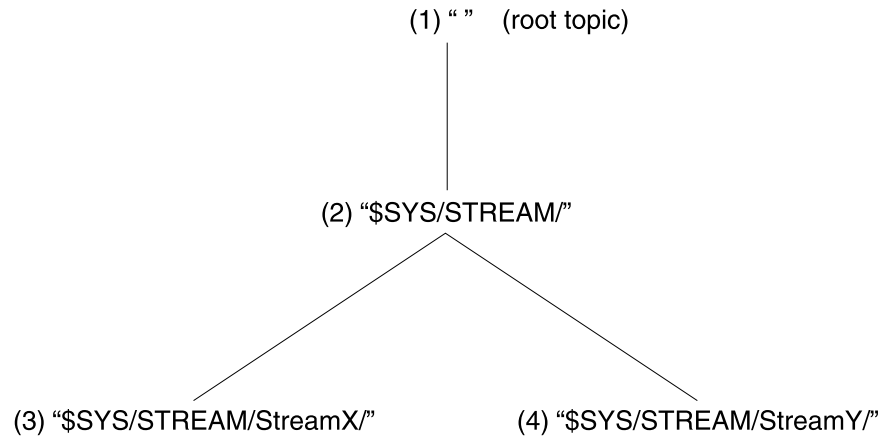 (1) “ ” (root topic)
(2) “$SYS/STREAM/”
(3) “$SYS/STREAM/StreamX/”
(4) “$SYS/STREAM/StreamY/”